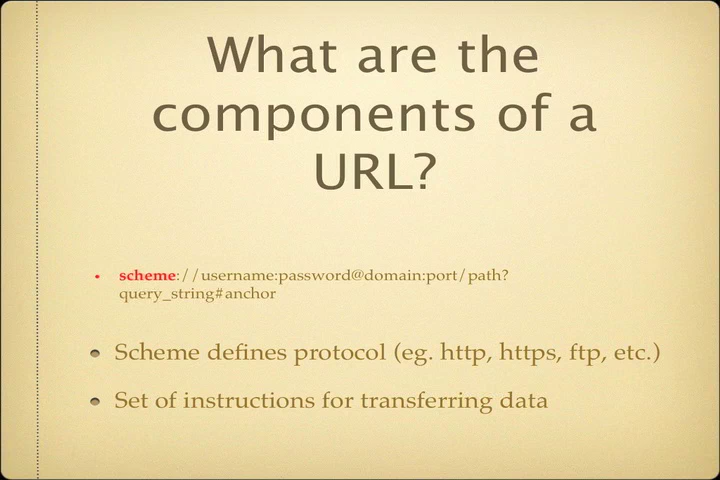 What are the
components of a
URL?
• scheme://username:password@domain:port/path?
query_string#anchor
Scheme defines protocol (eg. http, https, ftp, etc.)
Set of instructions for transferring data